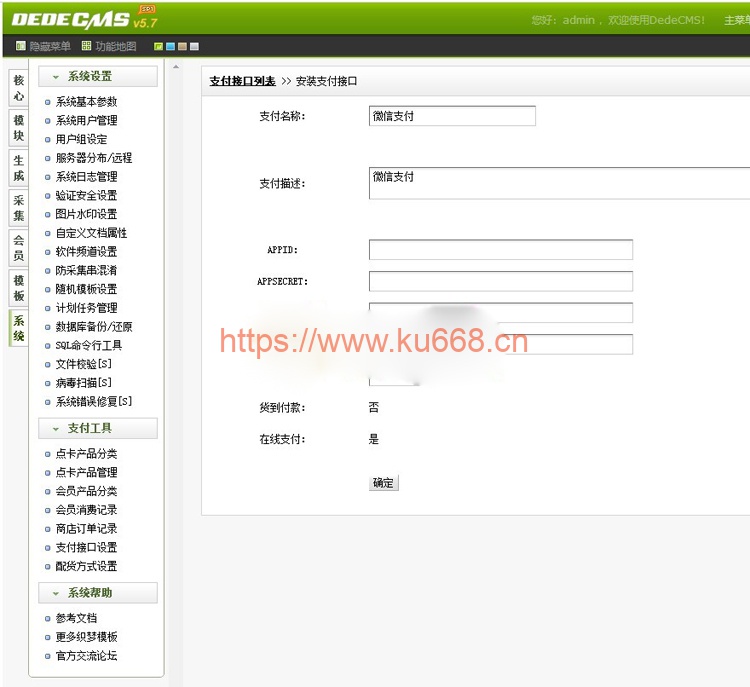 DEDECMS v5.7 SP1
您好: admin , 欢迎使用DedeCMS! 主菜单
隐藏菜单 功能地图
核心
模块
生成
采集
会员
模板
系统
系统设置
系统基本参数
系统用户管理
用户组设定
服务器分布/远程
系统日志管理
验证安全设置
图片水印设置
自定义文档属性
软件频道设置
防采集串混淆
随机模板设置
计划任务管理
数据库备份/还原
SQL命令行工具
文件校验[S]
病毒扫描[S]
系统错误修复[S]
支付工具
点卡产品分类
点卡产品管理
会员产品分类
会员消费记录
商店订单记录
支付接口设置
配货方式设置
系统帮助
参考文档
更多织梦模板
官方交流论坛
支付接口列表 >> 安装支付接口
支付名称: 微信支付
支付描述: 微信支付
APPID:
APPSECRET:
https://www.ku668.cn
货到付款: 否
在线支付: 是
确定